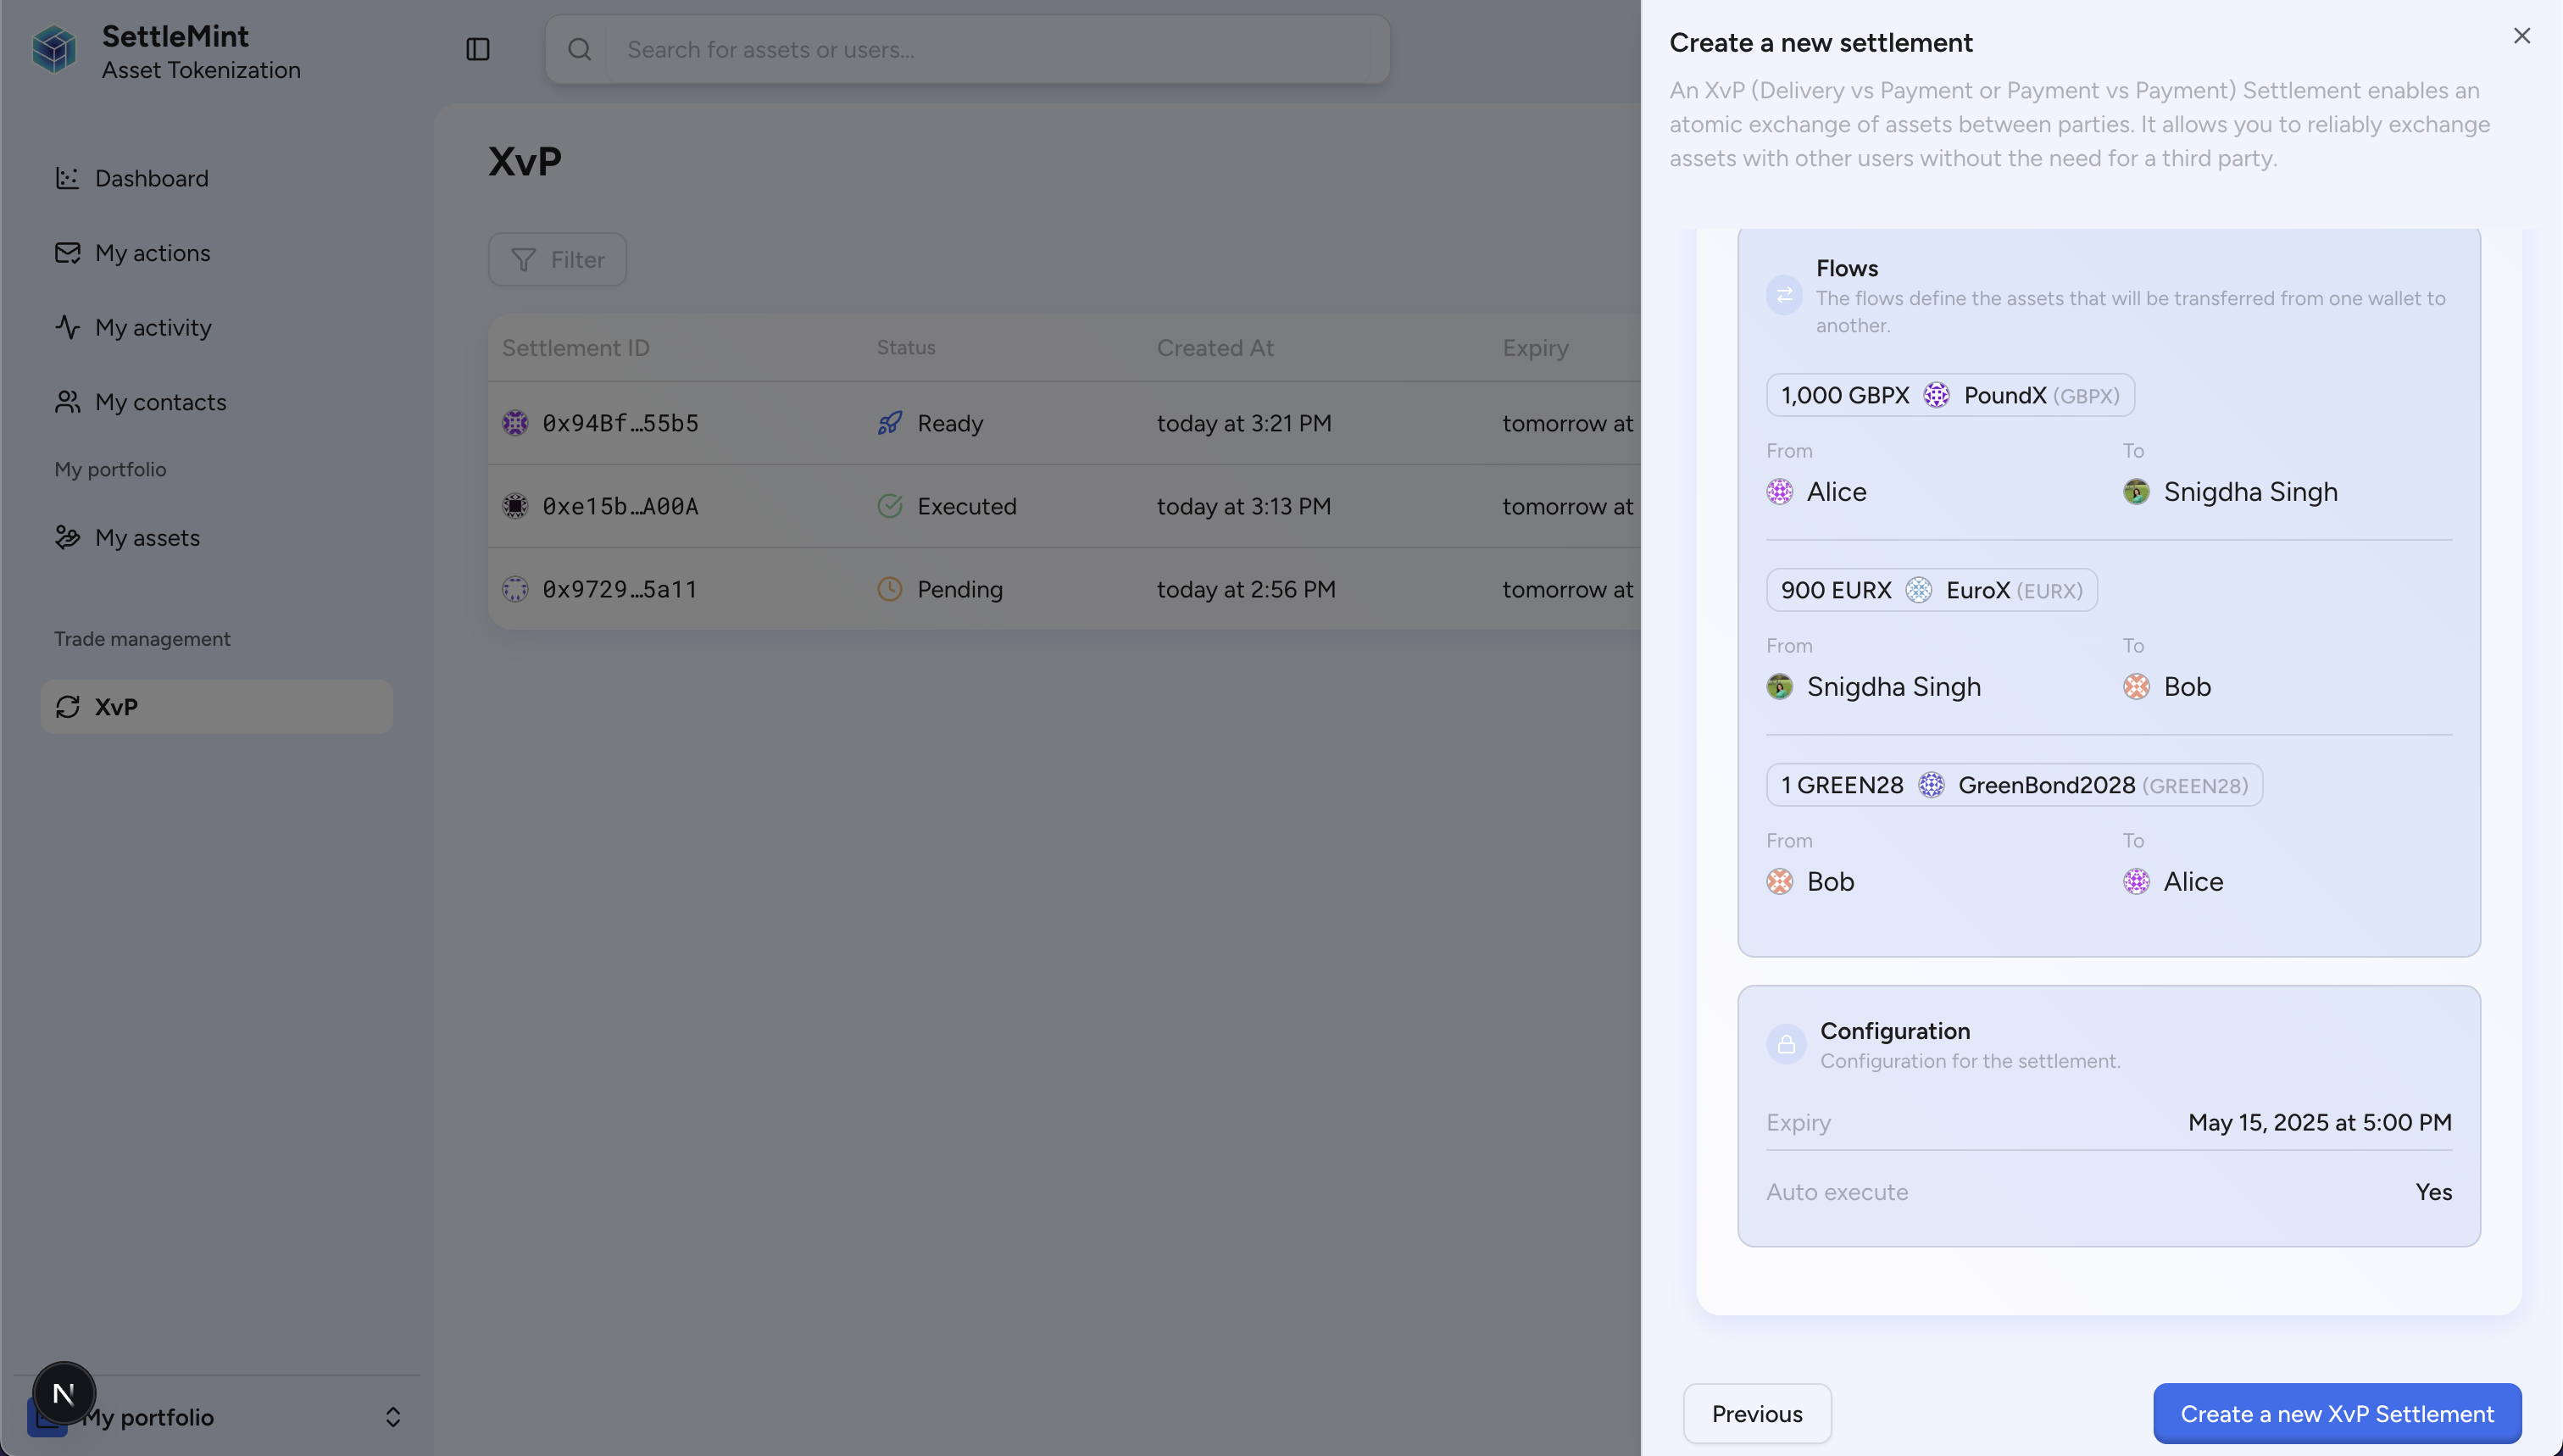 SettleMint
Asset Tokenization
Search for assets or users...
Dashboard
My actions
My activity
My contacts
My portfolio
My assets
Trade management
XvP
N
My portfolio
XvP
Filter
Settlement ID Status Created At Expiry
0x94Bf…55b5 Ready today at 3:21 PM tomorrow at
0xe15b…A00A Executed today at 3:13 PM tomorrow at
0x9729…5a11 Pending today at 2:56 PM tomorrow at
Create a new settlement
An XvP (Delivery vs Payment or Payment vs Payment) Settlement enables an
atomic exchange of assets between parties. It allows you to reliably exchange
assets with other users without the need for a third party.
Flows
The flows define the assets that will be transferred from one wallet to
another.
1,000 GBPX PoundX (GBPX)
From To
Alice Snigdha Singh
900 EURX EuroX (EURX)
From To
Snigdha Singh Bob
1 GREEN28 GreenBond2028 (GREEN28)
From To
Bob Alice
Configuration
Configuration for the settlement.
Expiry May 15, 2025 at 5:00 PM
Auto execute Yes
Previous Create a new XvP Settlement